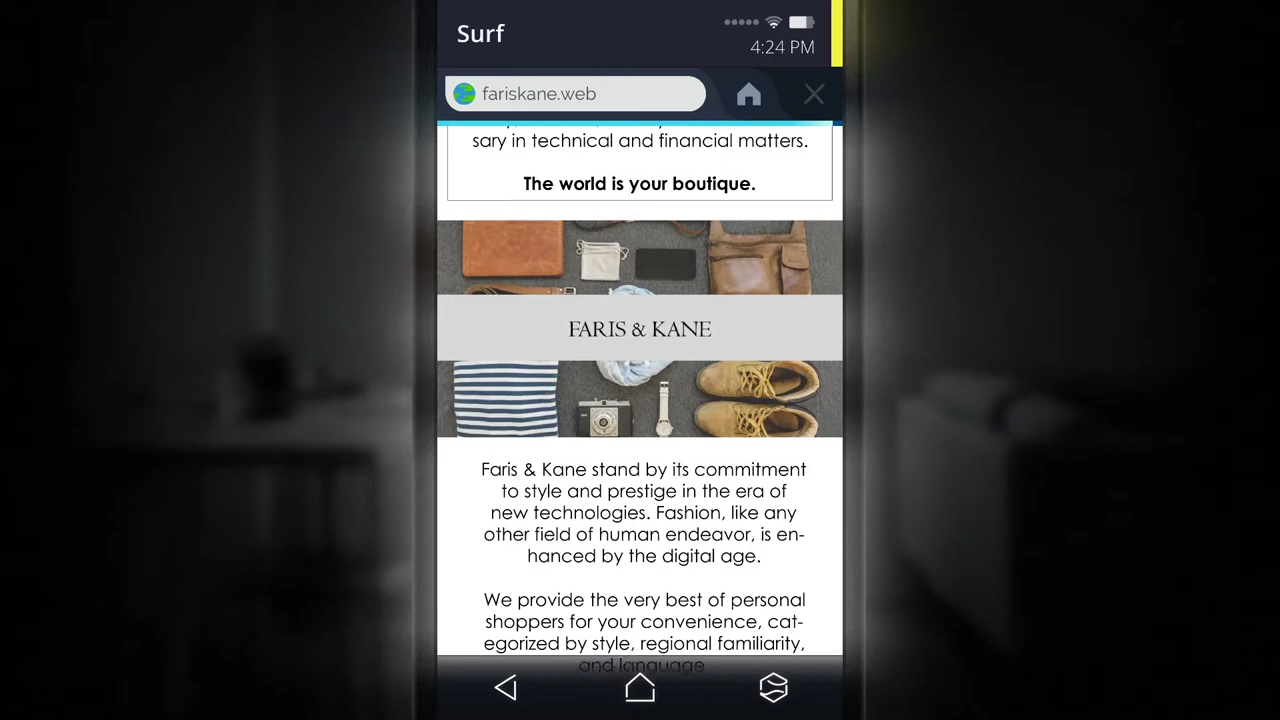 Surf
4:24 PM
fariskane.web
sary in technical and financial matters.
The world is your boutique.
FARIS & KANE
Faris & Kane stand by its commitment
to style and prestige in the era of
new technologies. Fashion, like any
other field of human endeavor, is en-
hanced by the digital age.
We provide the very best of personal
shoppers for your convenience, cat-
egorized by style, regional familiarity,
and language